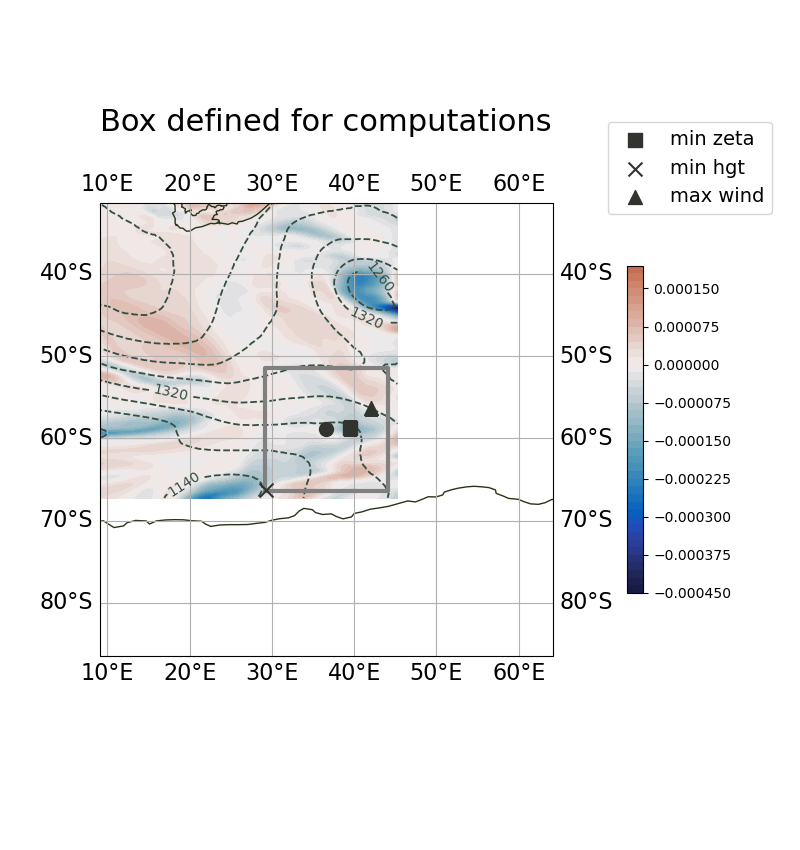 Box defined for computations
min zeta
min hgt
max wind
10°E 20°E 30°E 40°E 50°E 60°E
40°S 40°S
50°S 50°S
60°S 60°S
70°S 70°S
80°S 80°S
10°E 20°E 30°E 40°E 50°E 60°E
1260
1320
1320
1140
0.000150
0.000075
0.000000
−0.000075
−0.000150
−0.000225
−0.000300
−0.000375
−0.000450